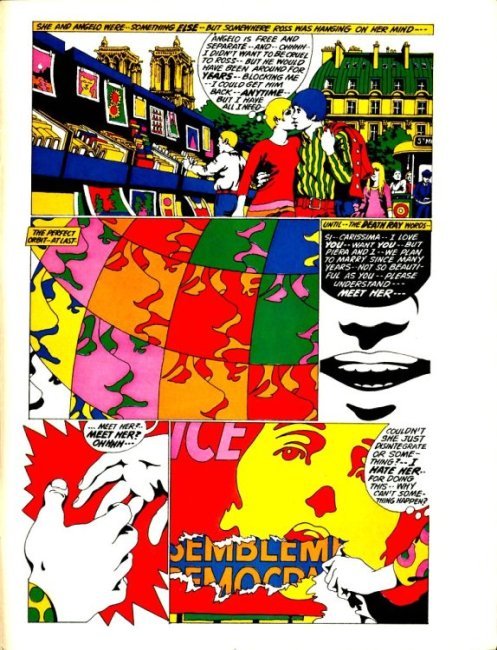 SHE AND ANGELO WERE--SOMETHING ELSE--BUT SOMEWHERE ROSS WAS HANGING ON HER MIND----
ANGELO IS FREE AND
SEPARATE--AND--OHHHH
I DIDN'T WANT TO BE CRUEL
TO ROSS--BUT HE WOULD
HAVE BEEN AROUND FOR
YEARS--BLOCKING ME
--I COULD GET HIM
BACK--ANYTIME--
BUT I HAVE
ALL I NEED--
THE PERFECT
ORBIT--AT LAST-
UNTIL--THE DEATH RAY WORDS--
SI--CARISSIMA--I LOVE
YOU--WANT YOU--BUT
PIERA AND I--WE PLAN
TO MARRY SINCE MANY
YEARS--NOT SO BEAUTI-
FUL AS YOU--PLEASE
UNDERSTAND---
MEET HER---
... MEET HER?-
MEET HER?
OHHHH---
ICE
COULDN'T
SHE JUST
DISINTEGRATE
OR SOME-
THING?--I
HATE HER--
FOR DOING
THIS--WHY
CAN'T SOME-
THING HAPPEN?
SEMBLEM
DEMOCRA